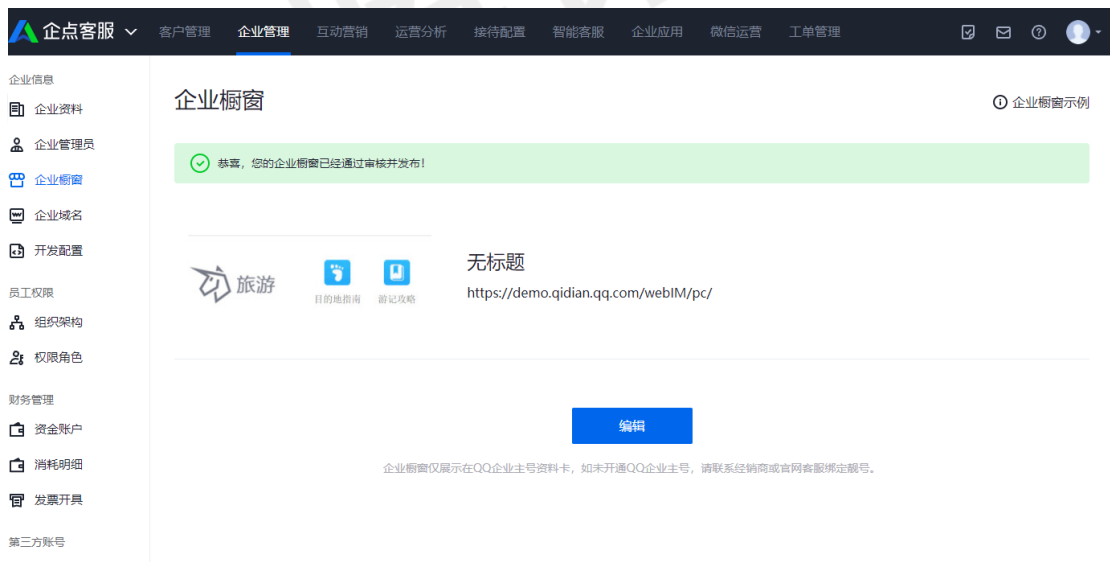 企点客服 客户管理 企业管理 互动营销 运营分析 接待配置 智能客服 企业应用 微信运营 工单管理
企业信息
企业资料
企业管理员
企业橱窗
企业域名
开发配置
员工权限
组织架构
权限角色
财务管理
资金账户
消耗明细
发票开具
第三方账号
企业橱窗
企业橱窗示例
恭喜，您的企业橱窗已经通过审核并发布！
旅游
目的地指南 游记攻略
无标题
https://demo.qidian.qq.com/webIM/pc/
编辑
企业橱窗仅展示在QQ企业主号资料卡，如未开通QQ企业主号，请联系经销商或官网客服绑定靓号。